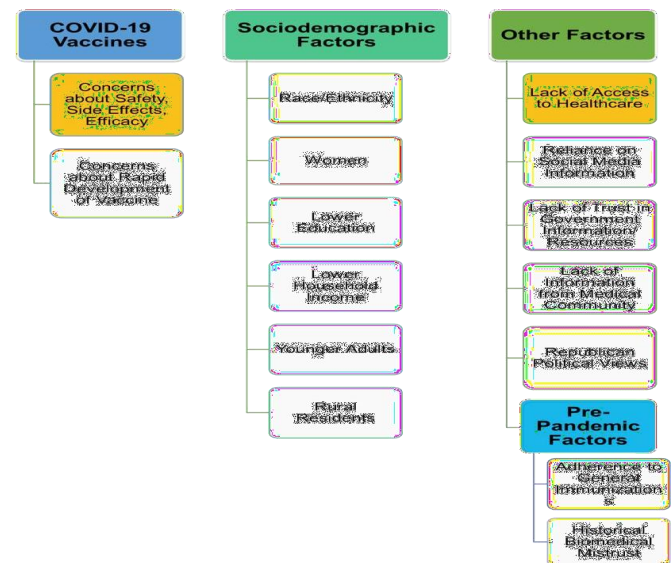 COVID-19
Vaccines
Concerns
about Safety,
Side Effects,
Efficacy
Concerns
about Rapid
Development
of Vaccine
Sociodemographic
Factors
Race/Ethnicity
Women
Lower
Education
Lower
Household
Income
Younger Adults
Rural
Residents
Other Factors
Lack of Access
to Healthcare
Reliance on
Social Media
Information
Lack of Trust in
Government
Information/
Resources
Lack of
Information
from Medical
Community
Republican
Political Views
Pre-
Pandemic
Factors
Adherence to
General
Immunization
s
Historical
Biomedical
Mistrust